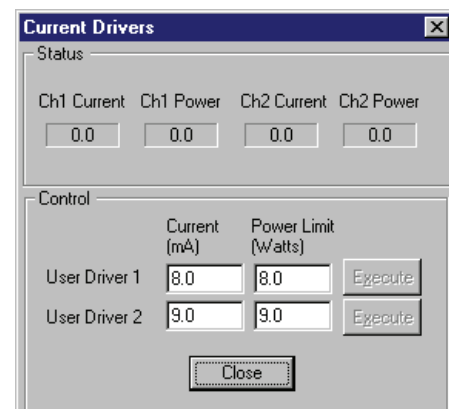 Current Drivers
Status
Ch1 Current Ch1 Power Ch2 Current Ch2 Power
0.0 0.0 0.0 0.0
Control
Current (mA) Power Limit (Watts)
User Driver 1 8.0 8.0 Execute
User Driver 2 9.0 9.0 Execute
Close